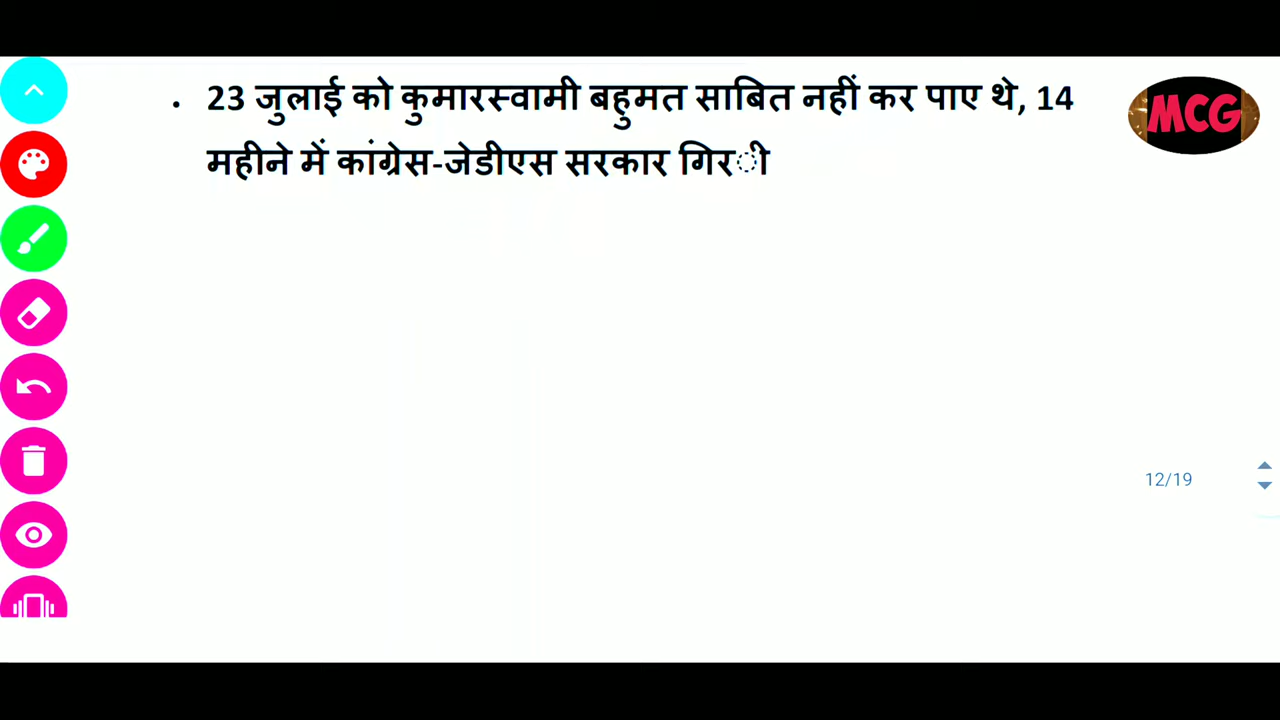 • 23 जुलाई को कुमारस्वामी बहुमत साबित नहीं कर पाए थे, 14
महीने में कांग्रेस-जेडीएस सरकार गिरी
MCG
12/19